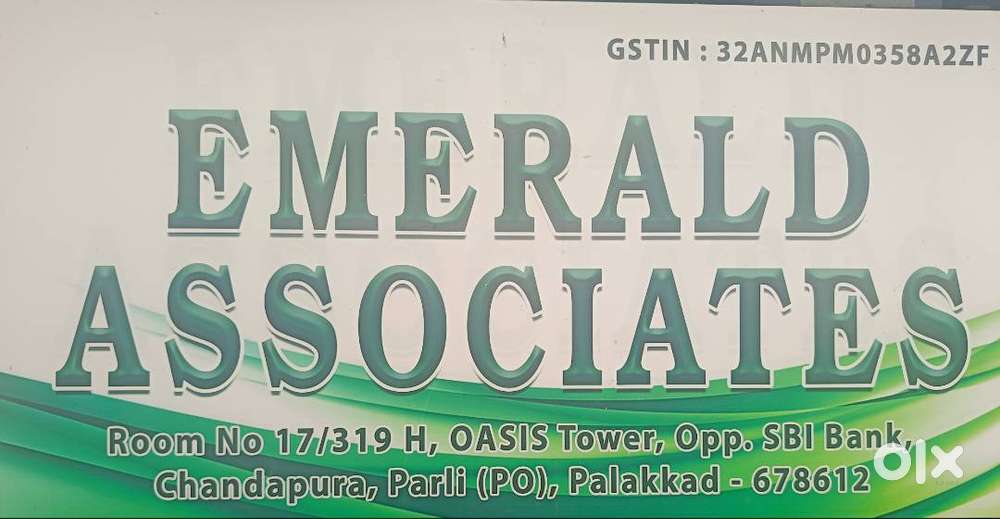 GSTIN : 32ANMPM0358A2ZF
EMERALD
ASSOCIATES
Room No 17/319 H, OASIS Tower, Opp. SBI Bank,
Chandapura, Parli (PO), Palakkad - 678612
olx